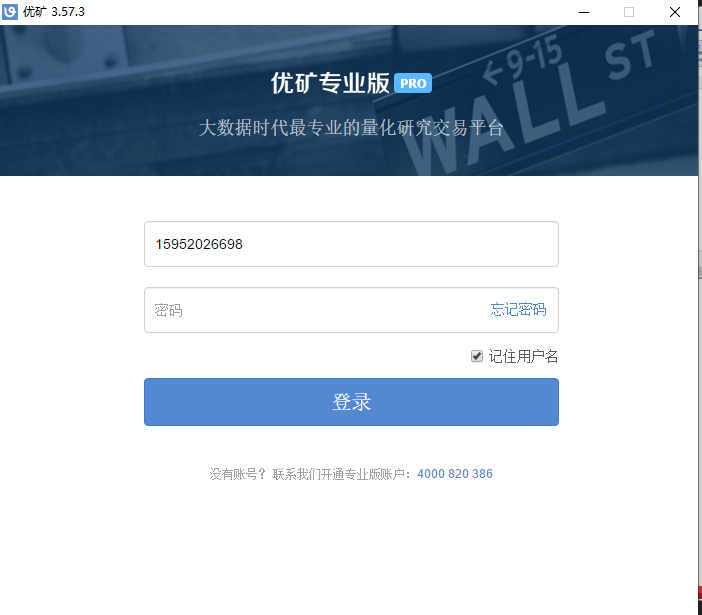 优矿 3.57.3
9-15
WALL ST
优矿专业版 PRO
大数据时代最专业的量化研究交易平台
15952026698
密码 忘记密码
记住用户名
登录
没有账号？联系我们开通专业版账户：4000 820 386